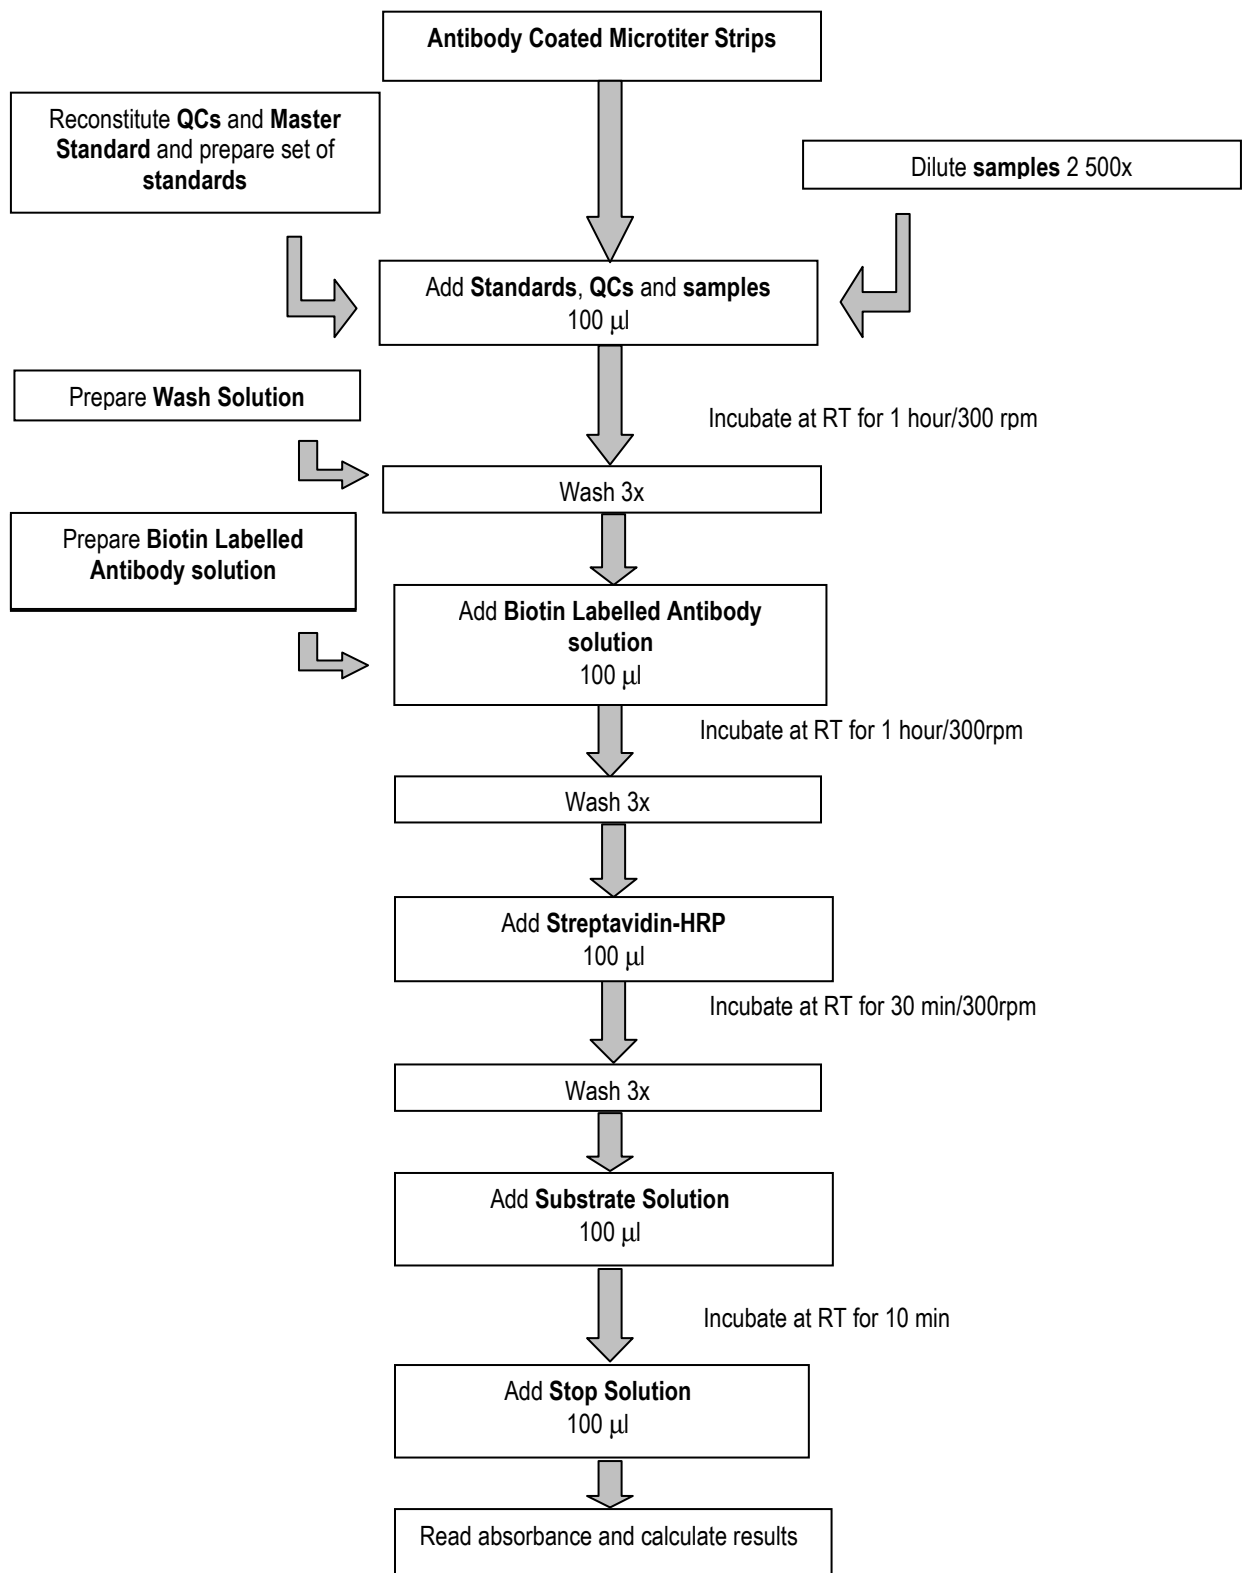 Antibody Coated Microtiter Strips
Reconstitute QCs and Master
Standard and prepare set of
standards
Dilute samples 2 500x
Add Standards, QCs and samples
100 μl
Prepare Wash Solution
Incubate at RT for 1 hour/300 rpm
Wash 3x
Prepare Biotin Labelled
Antibody solution
Add Biotin Labelled Antibody
solution
100 μl
Incubate at RT for 1 hour/300rpm
Wash 3x
Add Streptavidin-HRP
100 μl
Incubate at RT for 30 min/300rpm
Wash 3x
Add Substrate Solution
100 μl
Incubate at RT for 10 min
Add Stop Solution
100 μl
Read absorbance and calculate results